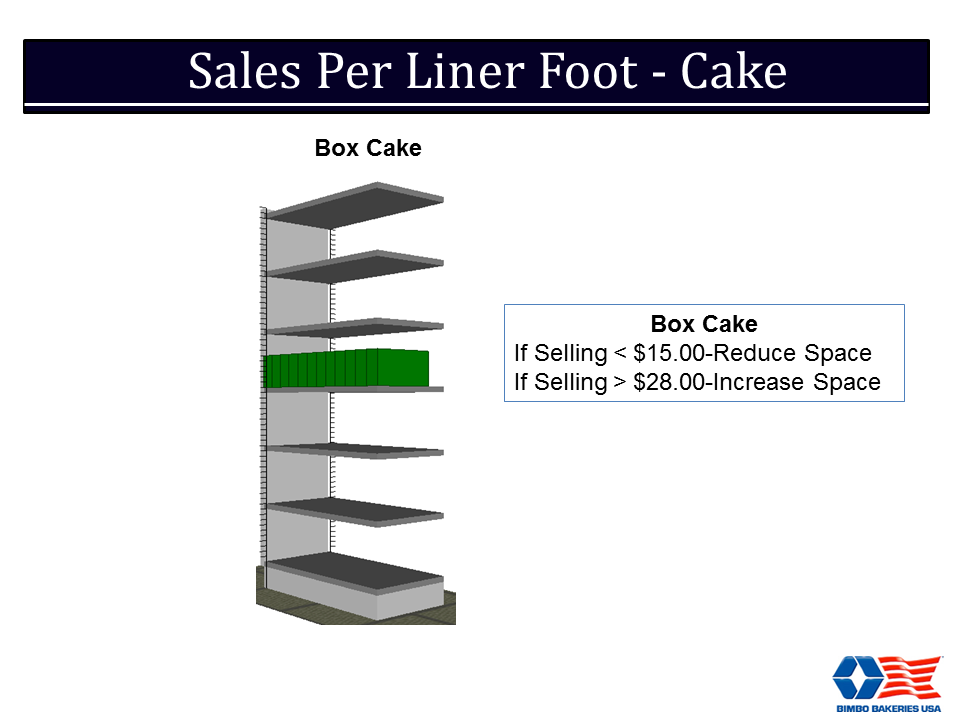 Sales Per Liner Foot - Cake
Box Cake
Box Cake
If Selling < $15.00-Reduce Space
If Selling > $28.00-Increase Space
BIMBO BAKERIES USA